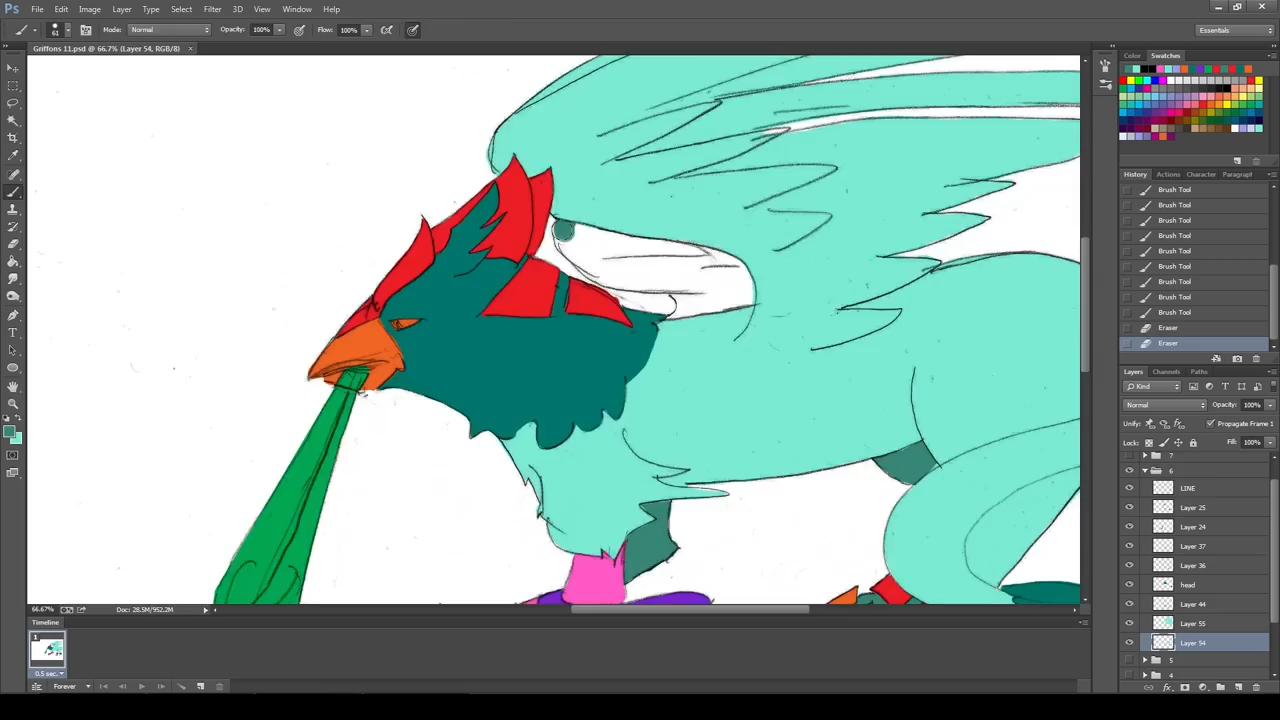 Ps File Edit Image Layer Type Select Filter 3D View Window Help
61 Mode: Normal Opacity: 100% Flow: 100% Essentials
Griffons 11.psd @ 66.7% (Layer 54, RGB/8)
Color Swatches
History Actions Character Paragraph
Brush Tool
Brush Tool
Brush Tool
Brush Tool
Brush Tool
Brush Tool
Brush Tool
Brush Tool
Brush Tool
Eraser
Eraser
Layers Channels Paths
Kind
Normal Opacity: 100%
Unify: Propagate Frame 1
Lock: Fill: 100%
7
6
LINE
Layer 25
Layer 24
Layer 37
Layer 36
head
Layer 44
Layer 55
Layer 54
5
4
66.67% Doc: 28.5M/952.2M
Timeline
1
0.5 sec.
Forever